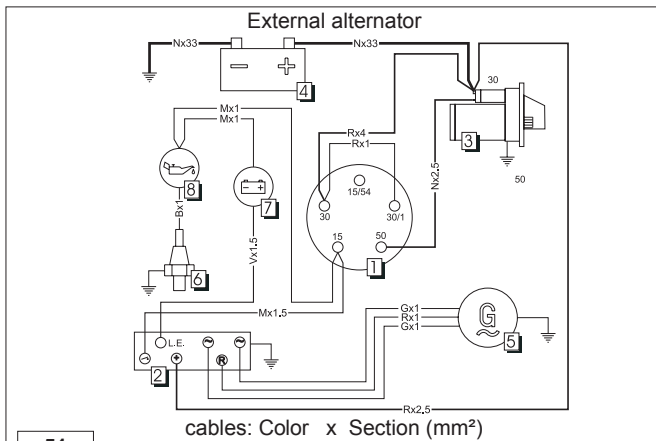 External alternator
Nx33
Nx33
4
30
3
50
Mx1
Mx1
Rx4
Rx1
Nx2.5
8
7
15/54
30
30/1
15
50
1
Bx1
Vx1.5
6
Mx1.5
Gx1
Rx1
Gx1
G
5
L.E.
R
2
Rx2.5
cables: Color x Section (mm²)